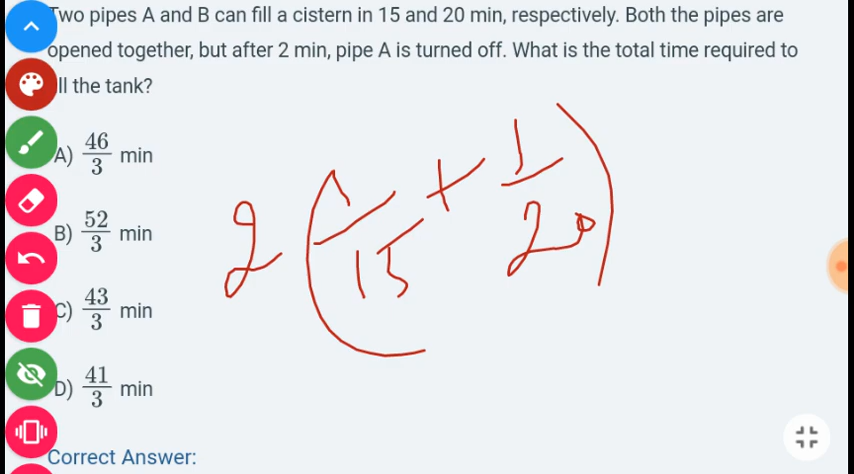 Two pipes A and B can fill a cistern in 15 and 20 min, respectively. Both the pipes are
opened together, but after 2 min, pipe A is turned off. What is the total time required to
ll the tank?
A) 46/3 min
B) 52/3 min
C) 43/3 min
D) 41/3 min
2 (1/15 + 1/20)
Correct Answer: